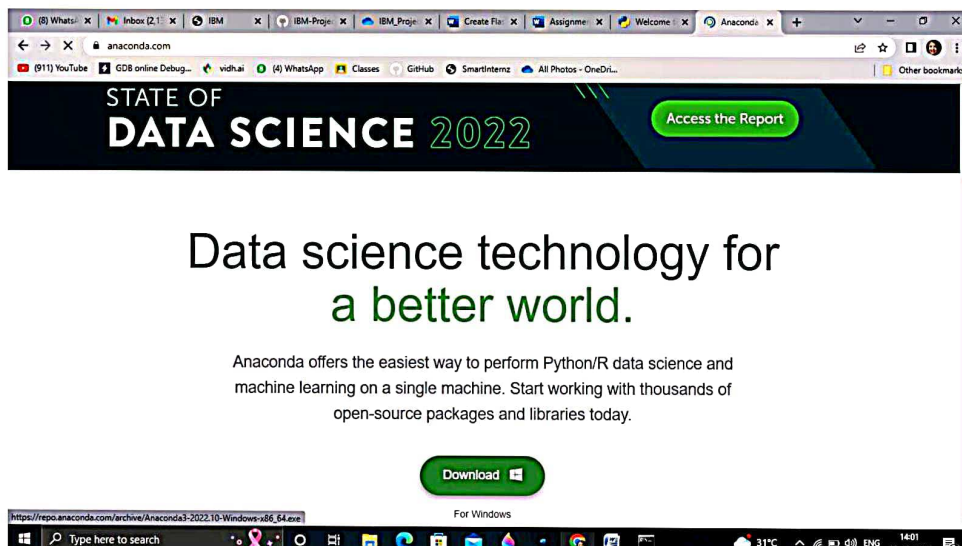 (8) Whats
Inbox (2,1
IBM
IBM-Proje
IBM_Proje
Create Fla
Assignme
Welcome
Anaconda
anaconda.com
(911) YouTube
GDB online Debug...
vidh.ai
(4) WhatsApp
Classes
GitHub
SmartInternz
All Photos - OneDri...
Other bookmark
STATE OF
DATA SCIENCE 2022
Access the Report
Data science technology for
a better world.
Anaconda offers the easiest way to perform Python/R data science and
machine learning on a single machine. Start working with thousands of
open-source packages and libraries today.
Download
For Windows
https://repo.anaconda.com/archive/Anaconda3-2022.10-Windows-x86_64.exe
Type here to search
31°C
ENG
14:01